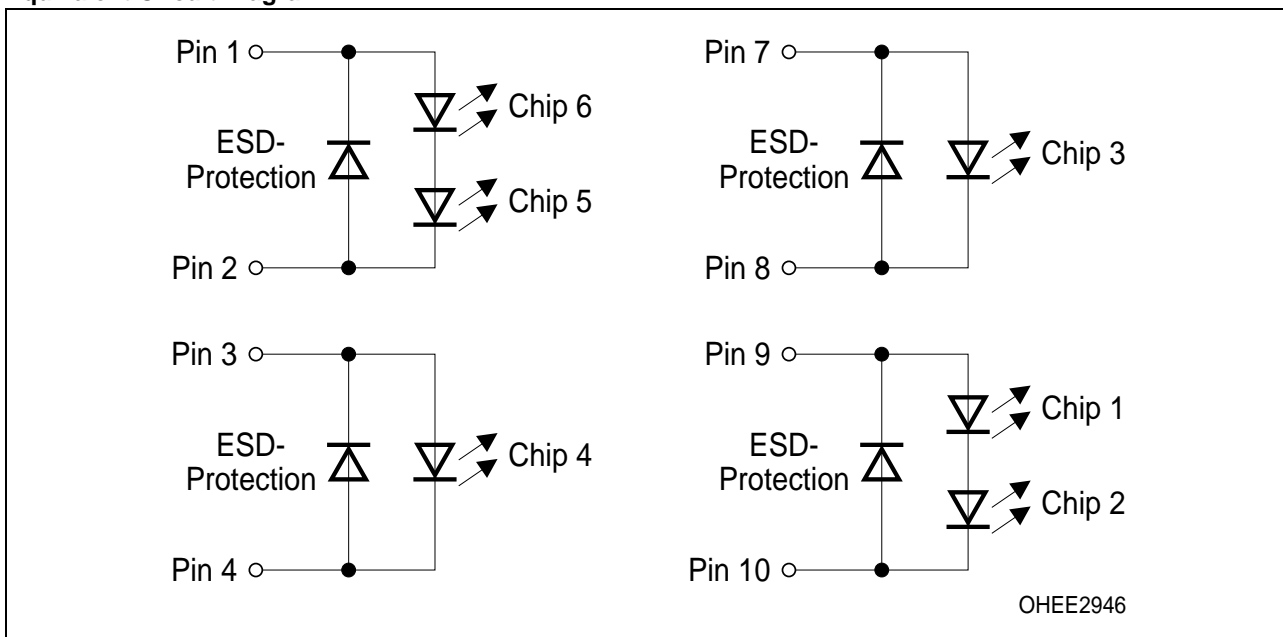 Pin 1
Chip 6
ESD-
Protection
Chip 5
Pin 2
Pin 7
ESD-
Protection
Chip 3
Pin 8
Pin 3
ESD-
Protection
Chip 4
Pin 4
Pin 9
Chip 1
ESD-
Protection
Chip 2
Pin 10
OHEE2946